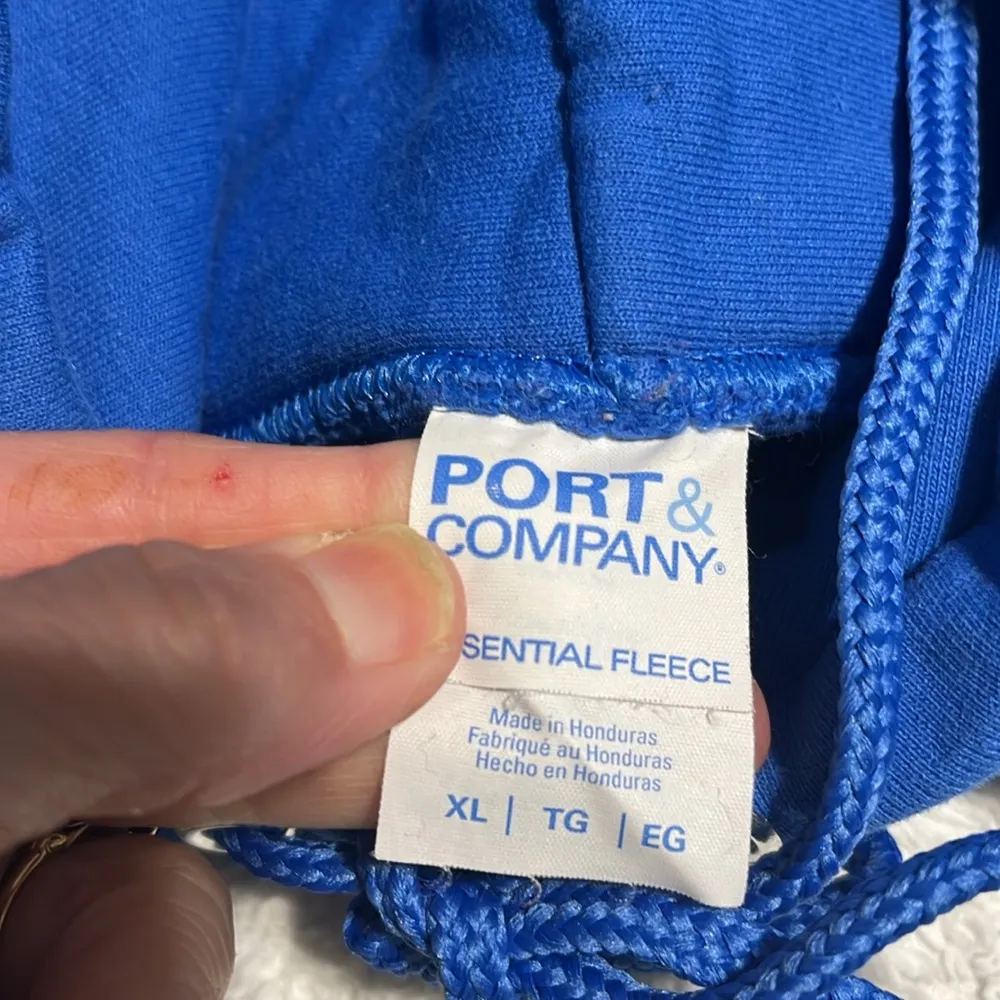 PORT &
COMPANY®
SENTIAL FLEECE
Made in Honduras
Fabriqué au Honduras
Hecho en Honduras
XL | TG | EG